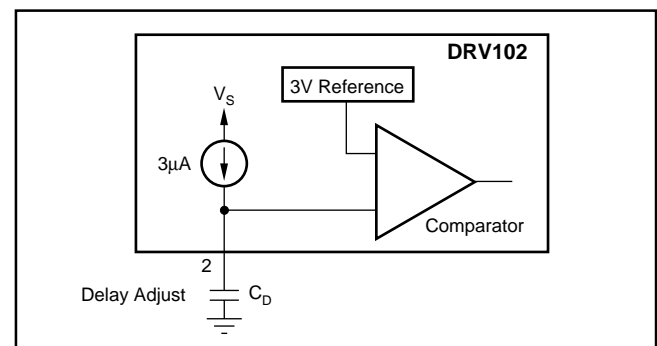 DRV102
3V Reference
V_S
3μA
Comparator
2
Delay Adjust
C_D